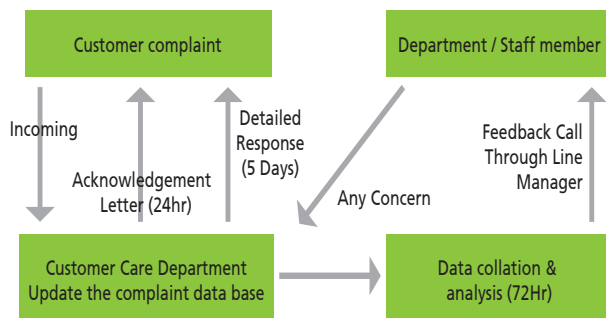 Customer complaint
Department / Staff member
Incoming
Acknowledgement
Letter (24hr)
Detailed
Response
(5 Days)
Any Concern
Feedback Call
Through Line
Manager
Customer Care Department
Update the complaint data base
Data collation &
analysis (72Hr)